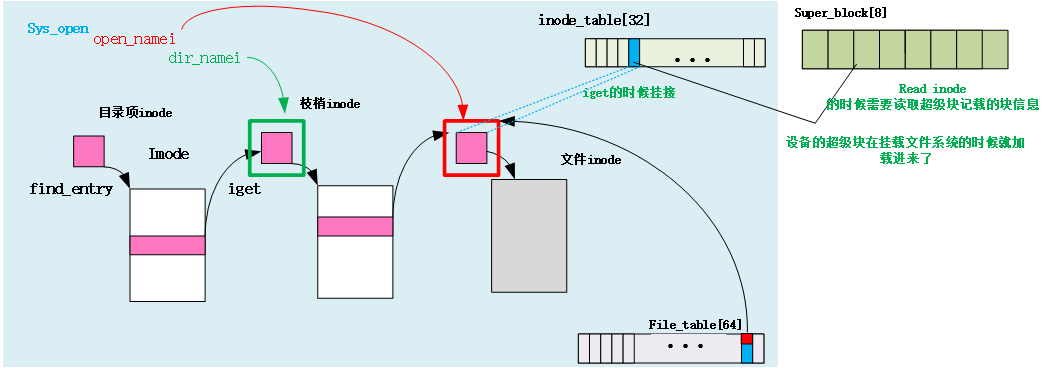 Sys_open
open_namei
dir_namei
inode_table[32]
• • •
iget的时候挂接
Super_block[8]
Read inode
的时候需要读取超级块记载的块信息
设备的超级块在挂载文件系统的时候就加
载进来了
目录项inode
枝梢inode
Imode
文件inode
find_entry
iget
File_table[64]
• • •